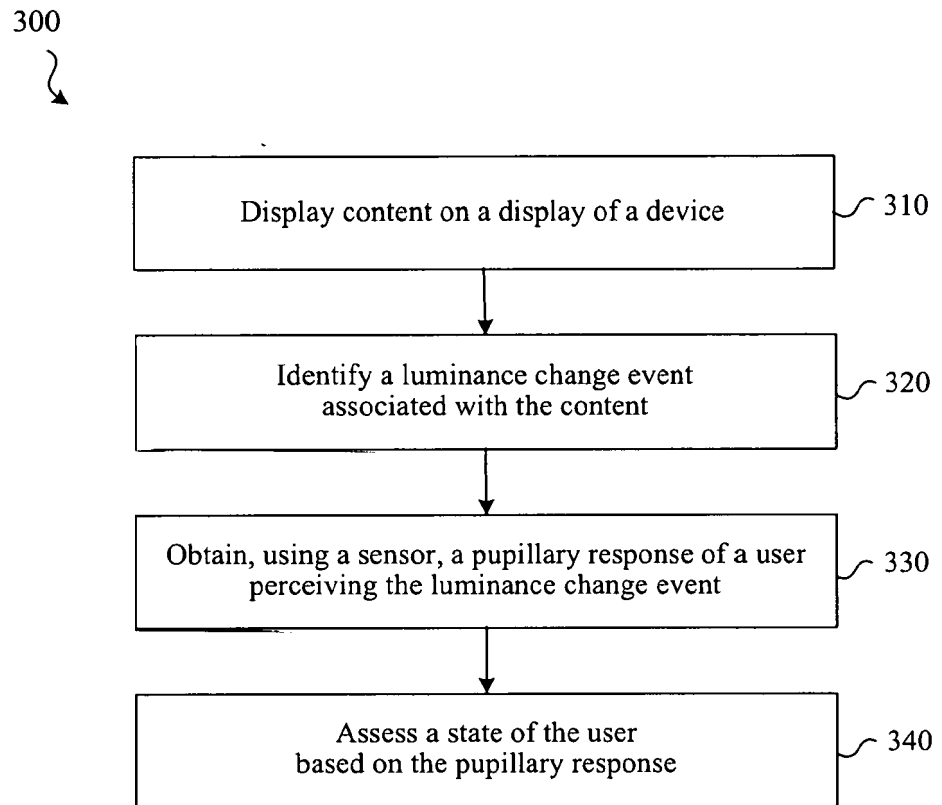 300
Display content on a display of a device
310
Identify a luminance change event
associated with the content
320
Obtain, using a sensor, a pupillary response of a user
perceiving the luminance change event
330
Assess a state of the user
based on the pupillary response
340